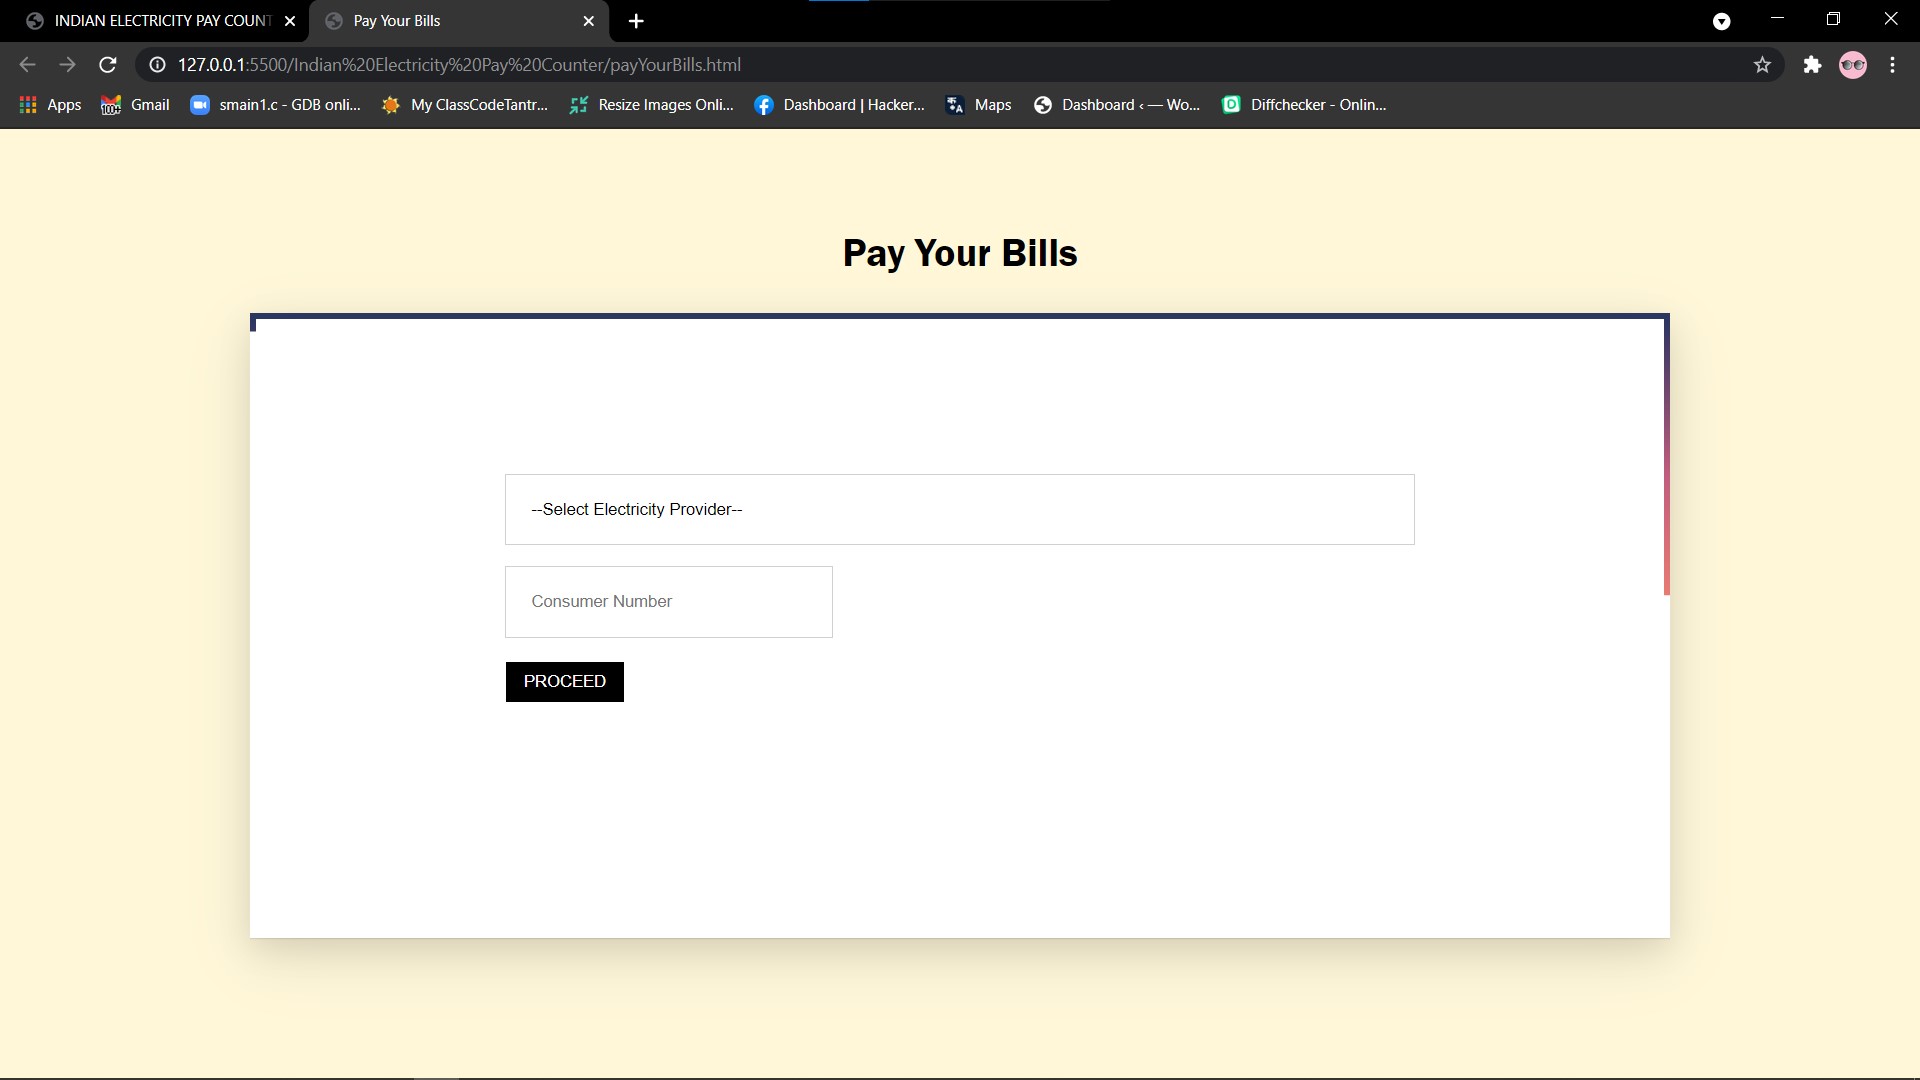 INDIAN ELECTRICITY PAY COUNT
Pay Your Bills
127.0.0.1:5500/Indian%20Electricity%20Pay%20Counter/payYourBills.html
Apps
Gmail
smain1.c - GDB onli...
My ClassCodeTantr...
Resize Images Onli...
Dashboard | Hacker...
Maps
Dashboard ‹ — Wo...
Diffchecker - Onlin...
Pay Your Bills
--Select Electricity Provider--
Consumer Number
PROCEED